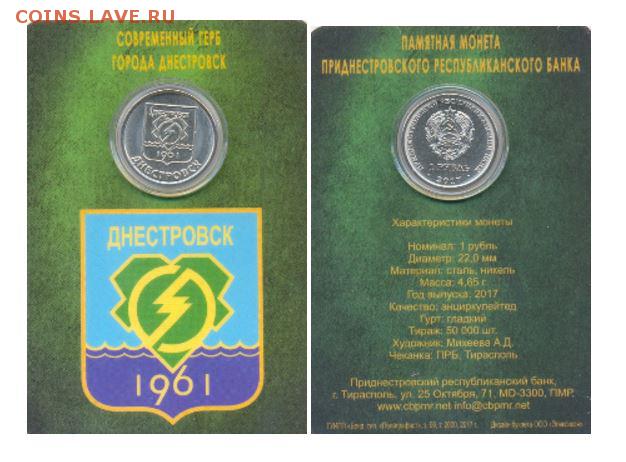 COINS.LAVE.RU
СОВРЕМЕННЫЙ ГЕРБ
ГОРОДА ДНЕСТРОВСК
1961
ДНЕСТРОВСК
ДНЕСТРОВСК
1961
ПАМЯТНАЯ МОНЕТА
ПРИДНЕСТРОВСКОГО РЕСПУБЛИКАНСКОГО БАНКА
1 РУБЛЬ
2017
Характеристики монеты
Номинал: 1 рубль
Диаметр: 22,0 мм
Материал: сталь, никель
Масса: 4,65 г
Год выпуска: 2017
Качество: анциркулейтед
Гурт: гладкий
Тираж: 50 000 шт.
Художник: Михеева А.Д.
Чеканка: ПРБ, Тирасполь
Приднестровский республиканский банк,
г. Тирасполь, ул. 25 Октября, 71, MD-3300, ПМР.
www.cbpmr.net info@cbpmr.net